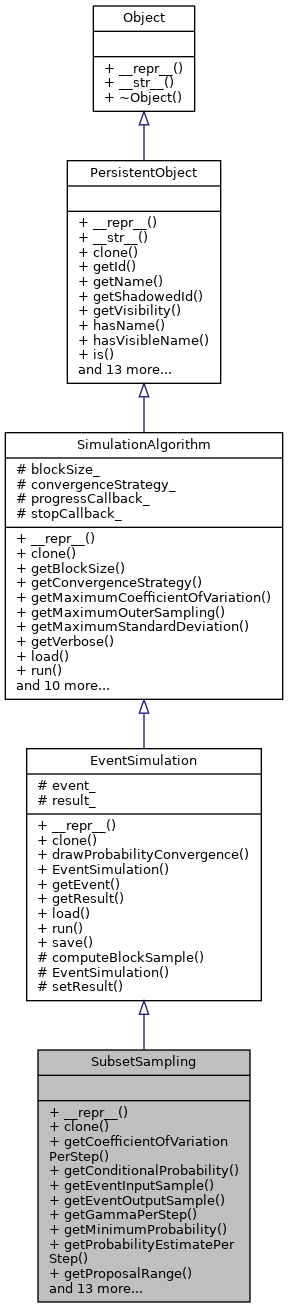 Object
+ __repr__()
+ __str__()
+ ~Object()
PersistentObject
+ __repr__()
+ __str__()
+ clone()
+ getId()
+ getName()
+ getShadowedId()
+ getVisibility()
+ hasName()
+ hasVisibleName()
+ is()
and 13 more...
SimulationAlgorithm
# blockSize_
# convergenceStrategy_
# progressCallback_
# stopCallback_
+ __repr__()
+ clone()
+ getBlockSize()
+ getConvergenceStrategy()
+ getMaximumCoefficientOfVariation()
+ getMaximumOuterSampling()
+ getMaximumStandardDeviation()
+ getVerbose()
+ load()
+ run()
and 10 more...
EventSimulation
# event_
# result_
+ __repr__()
+ clone()
+ drawProbabilityConvergence()
+ EventSimulation()
+ getEvent()
+ getResult()
+ load()
+ run()
+ save()
# computeBlockSample()
# EventSimulation()
# setResult()
SubsetSampling
+ __repr__()
+ clone()
+ getCoefficientOfVariation
PerStep()
+ getConditionalProbability()
+ getEventInputSample()
+ getEventOutputSample()
+ getGammaPerStep()
+ getMinimumProbability()
+ getProbabilityEstimatePer
Step()
+ getProposalRange()
and 13 more...